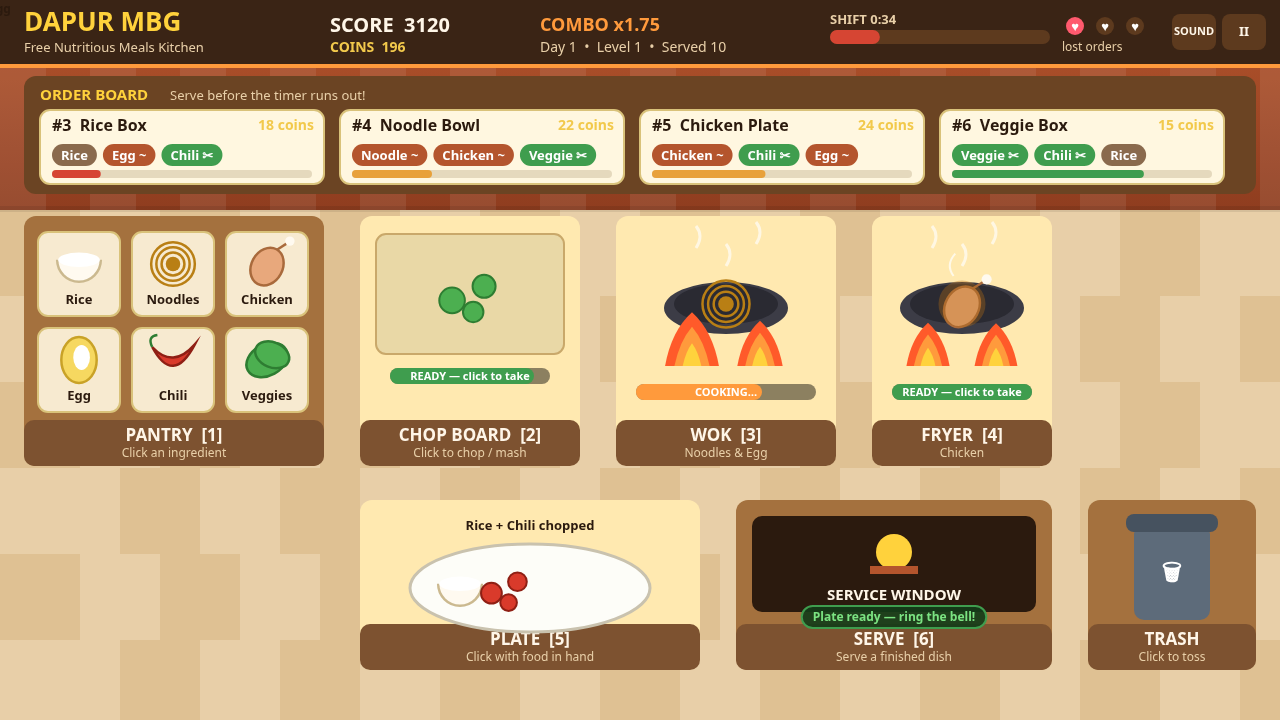 DAPUR MBG
Free Nutritious Meals Kitchen
SCORE 3120
COINS 196
COMBO x1.75
Day 1 • Level 1 • Served 10
SHIFT 0:34
lost orders
SOUND
II
ORDER BOARD
Serve before the timer runs out!
#3 Rice Box
18 coins
Rice
Egg ~
Chili ✂
#4 Noodle Bowl
22 coins
Noodle ~
Chicken ~
Veggie ✂
#5 Chicken Plate
24 coins
Chicken ~
Chili ✂
Egg ~
#6 Veggie Box
15 coins
Veggie ✂
Chili ✂
Rice
Rice
Noodles
Chicken
Egg
Chili
Veggies
PANTRY [1]
Click an ingredient
READY — click to take
CHOP BOARD [2]
Click to chop / mash
COOKING...
WOK [3]
Noodles & Egg
READY — click to take
FRYER [4]
Chicken
Rice + Chili chopped
PLATE [5]
Click with food in hand
SERVICE WINDOW
Plate ready — ring the bell!
SERVE [6]
Serve a finished dish
TRASH
Click to toss